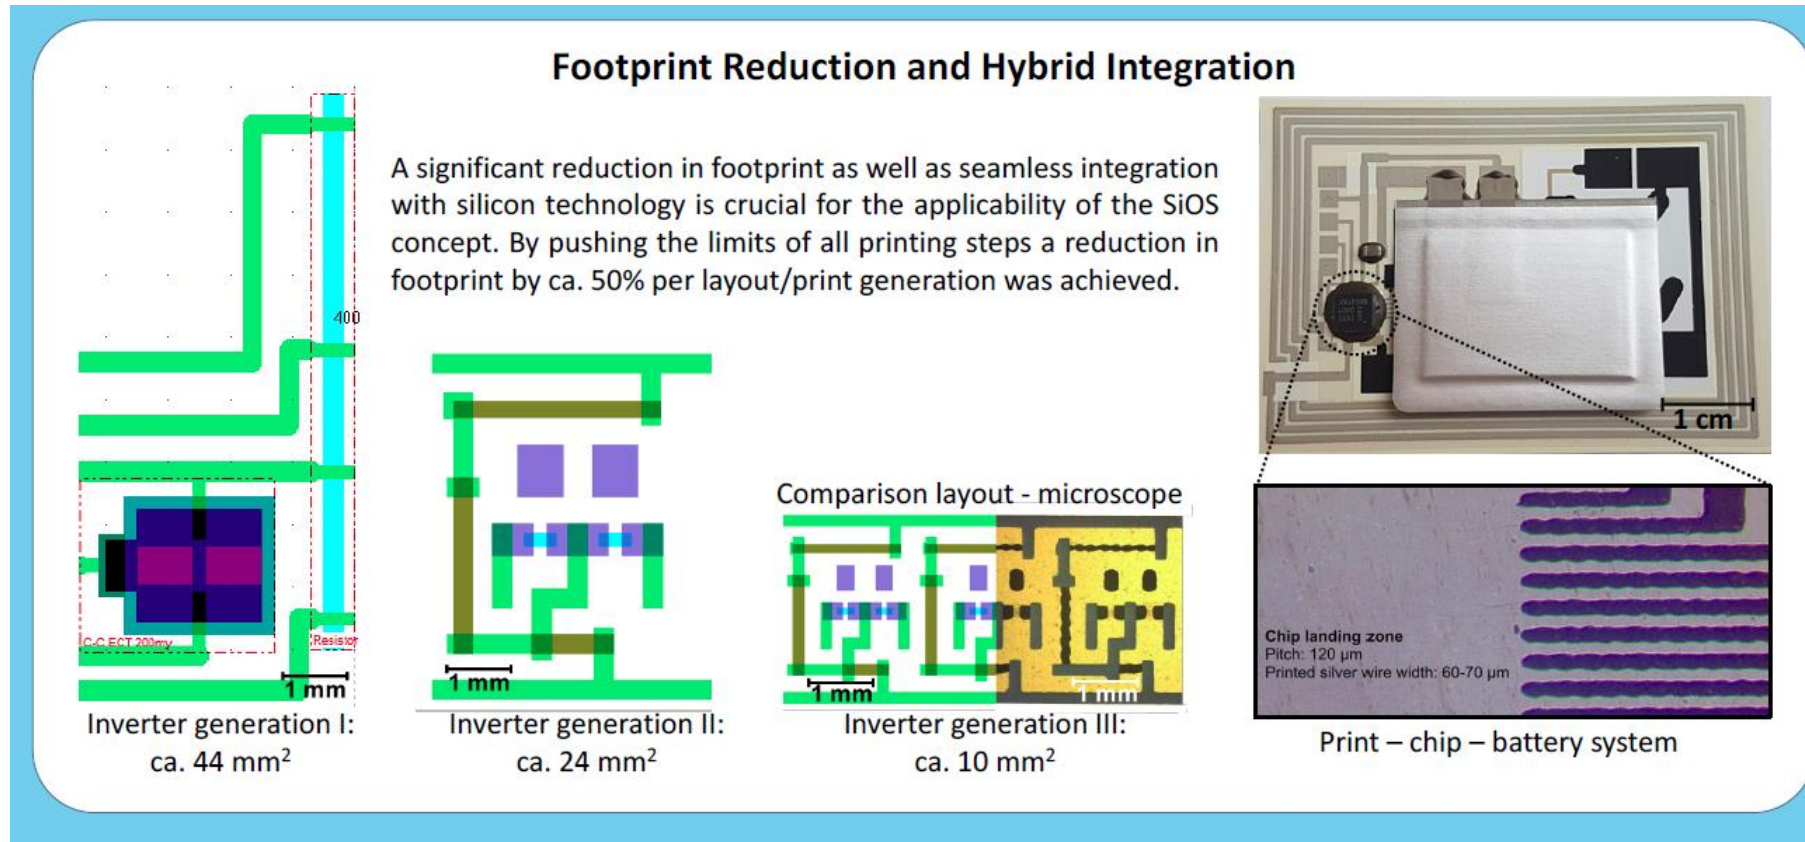 Footprint Reduction and Hybrid Integration
A significant reduction in footprint as well as seamless integration
with silicon technology is crucial for the applicability of the SiOS
concept. By pushing the limits of all printing steps a reduction in
footprint by ca. 50% per layout/print generation was achieved.
400
C-C ECT 200my
Resistor
1 mm
Inverter generation I:
ca. 44 mm²
1 mm
Inverter generation II:
ca. 24 mm²
Comparison layout - microscope
1 mm
1 mm
Inverter generation III:
ca. 10 mm²
1 cm
Chip landing zone
Pitch: 120 µm
Printed silver wire width: 60-70 µm
Print – chip – battery system